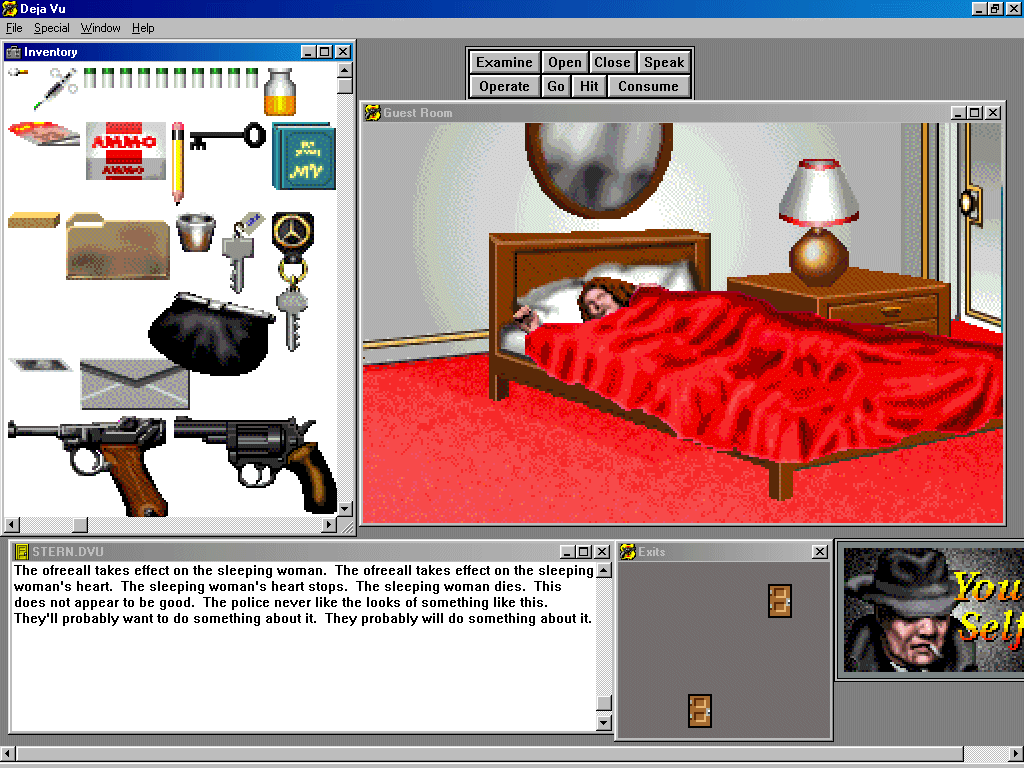 Deja Vu
File Special Window Help
Inventory
Examine Open Close Speak
Operate Go Hit Consume
Guest Room
AMMO
AMMO
MV
STERN.DVU
The ofreeall takes effect on the sleeping woman. The ofreeall takes effect on the sleeping
woman's heart. The sleeping woman's heart stops. The sleeping woman dies. This
does not appear to be good. The police never like the looks of something like this.
They'll probably want to do something about it. They probably will do something about it.
Exits
You
Self